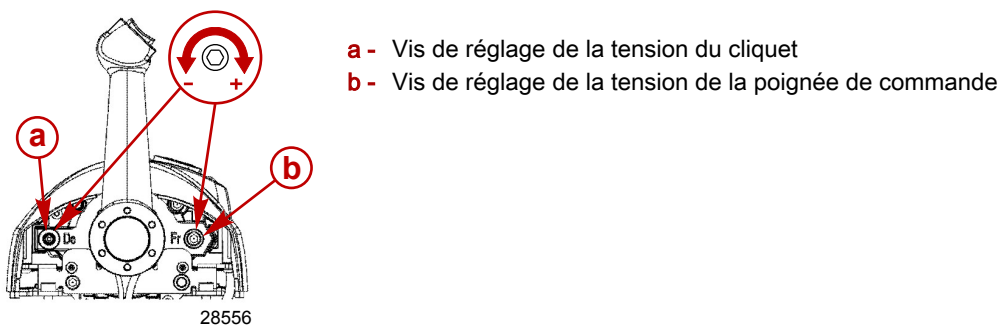 - +
a - Vis de réglage de la tension du cliquet
b - Vis de réglage de la tension de la poignée de commande
a
b
De Fr
28556